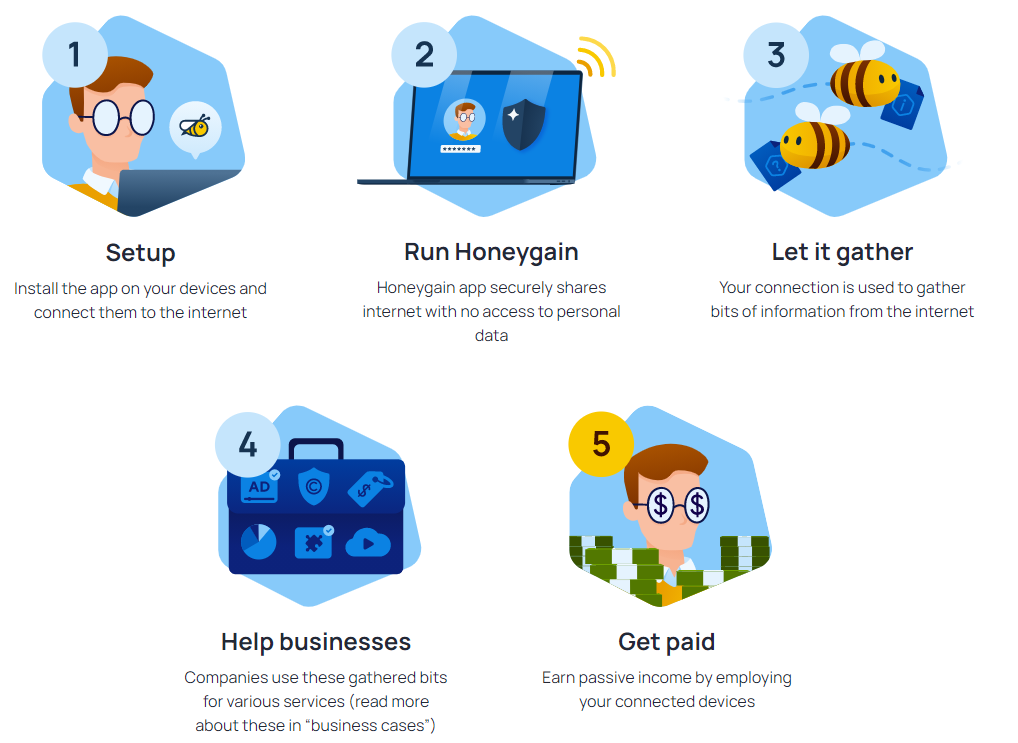 1
Setup
Install the app on your devices and
connect them to the internet
2
*******
Run Honeygain
Honeygain app securely shares
internet with no access to personal
data
3
i
?
Let it gather
Your connection is used to gather
bits of information from the internet
4
AD
©
$
Help businesses
Companies use these gathered bits
for various services (read more
about these in “business cases”)
5
$ $
Get paid
Earn passive income by employing
your connected devices